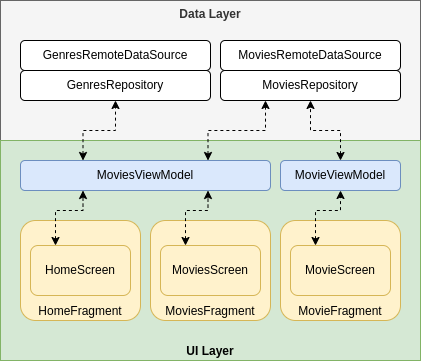 Data Layer
GenresRemoteDataSource
MoviesRemoteDataSource
GenresRepository
MoviesRepository
MoviesViewModel
MovieViewModel
HomeScreen
MoviesScreen
MovieScreen
HomeFragment
MoviesFragment
MovieFragment
UI Layer